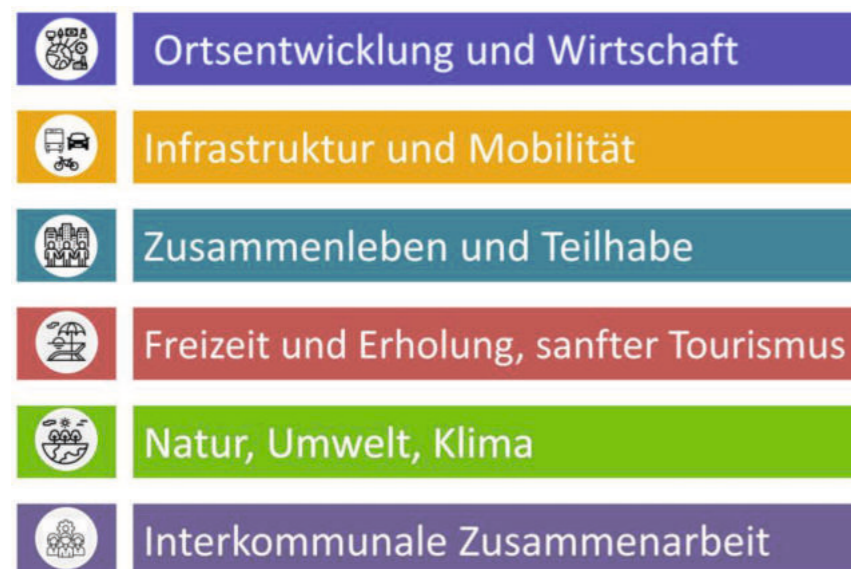 Ortsentwicklung und Wirtschaft
Infrastruktur und Mobilität
Zusammenleben und Teilhabe
Freizeit und Erholung, sanfter Tourismus
Natur, Umwelt, Klima
Interkommunale Zusammenarbeit